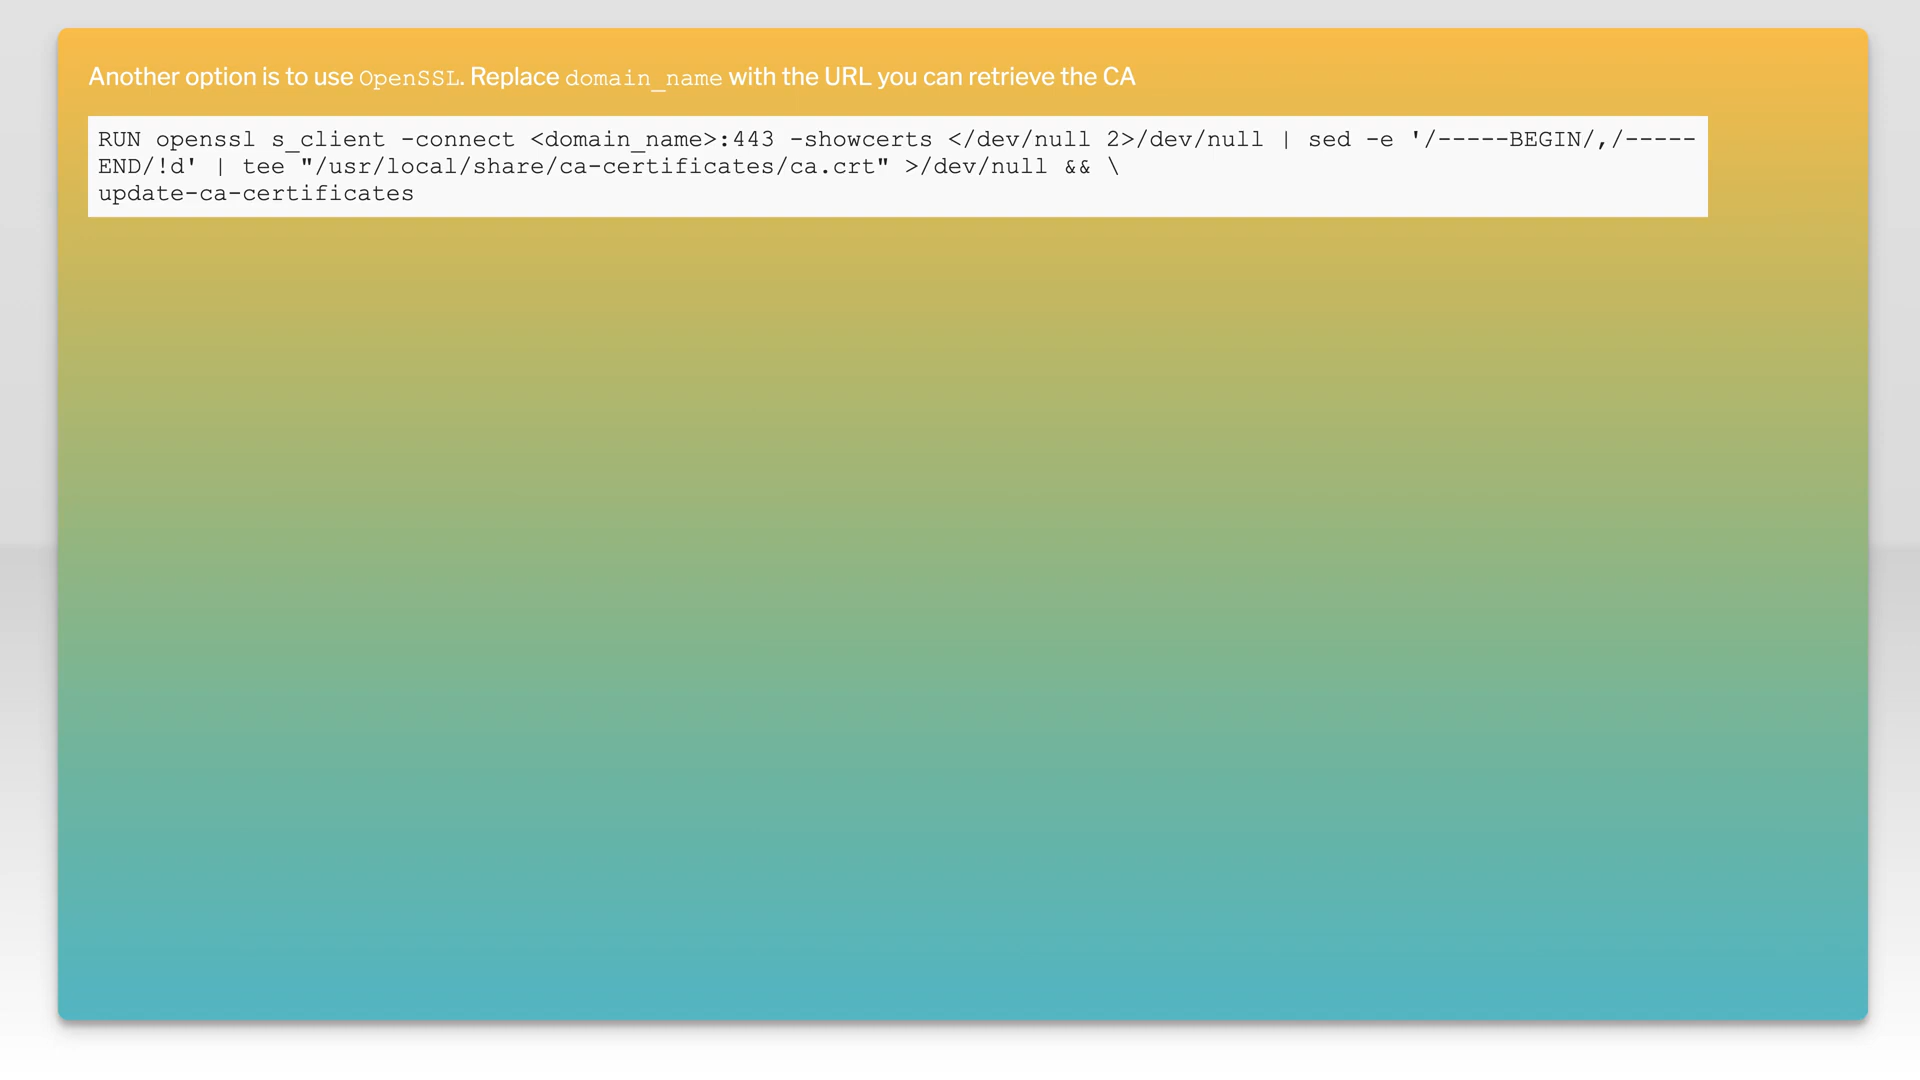 Another option is to use OpenSSL. Replace domain_name with the URL you can retrieve the CA
RUN openssl s_client -connect <domain_name>:443 -showcerts </dev/null 2>/dev/null | sed -e '/-----BEGIN/,/-----
END/!d' | tee "/usr/local/share/ca-certificates/ca.crt" >/dev/null && \
update-ca-certificates